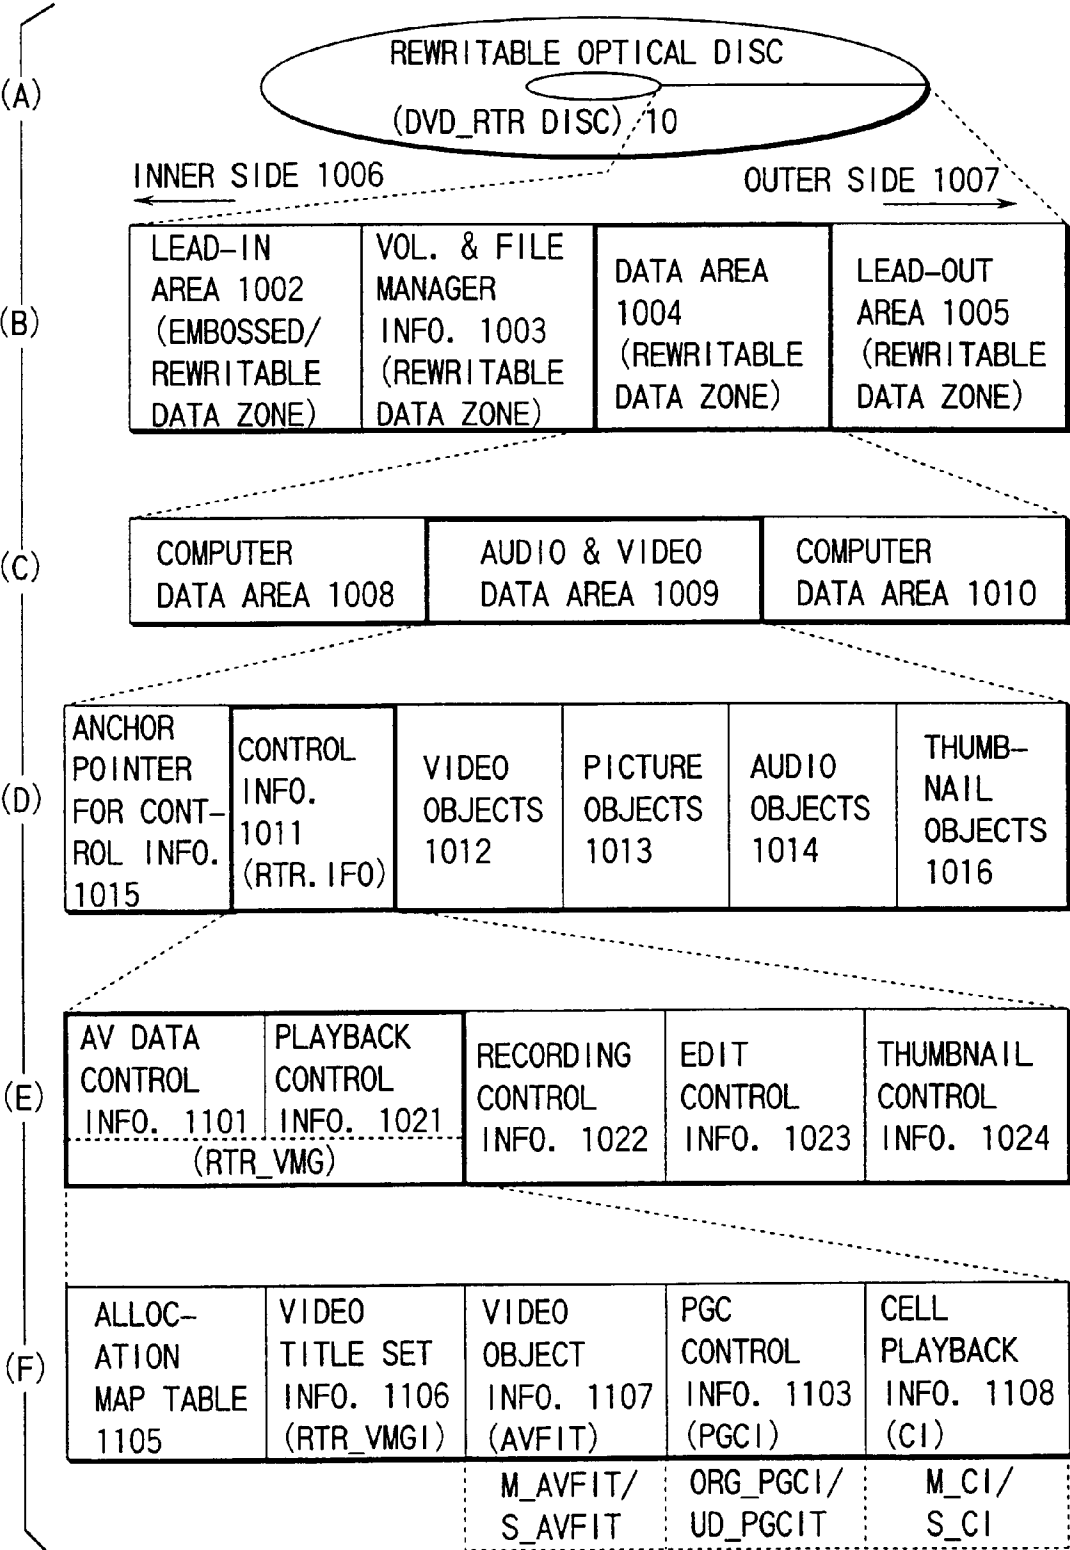 (A)
REWRITABLE OPTICAL DISC
(DVD_RTR DISC) 10
INNER SIDE 1006
OUTER SIDE 1007
(B)
LEAD-IN
AREA 1002
(EMBOSSED/
REWRITABLE
DATA ZONE)
VOL. & FILE
MANAGER
INFO. 1003
(REWRITABLE
DATA ZONE)
DATA AREA
1004
(REWRITABLE
DATA ZONE)
LEAD-OUT
AREA 1005
(REWRITABLE
DATA ZONE)
(C)
COMPUTER
DATA AREA 1008
AUDIO & VIDEO
DATA AREA 1009
COMPUTER
DATA AREA 1010
(D)
ANCHOR
POINTER
FOR CONT-
ROL INFO.
1015
CONTROL
INFO.
1011
(RTR.IFO)
VIDEO
OBJECTS
1012
PICTURE
OBJECTS
1013
AUDIO
OBJECTS
1014
THUMB-
NAIL
OBJECTS
1016
(E)
AV DATA
CONTROL
INFO. 1101
PLAYBACK
CONTROL
INFO. 1021
(RTR_VMG)
RECORDING
CONTROL
INFO. 1022
EDIT
CONTROL
INFO. 1023
THUMBNAIL
CONTROL
INFO. 1024
(F)
ALLOC-
ATION
MAP TABLE
1105
VIDEO
TITLE SET
INFO. 1106
(RTR_VMGI)
VIDEO
OBJECT
INFO. 1107
(AVFIT)
PGC
CONTROL
INFO. 1103
(PGCI)
CELL
PLAYBACK
INFO. 1108
(CI)
M_AVFIT/
S_AVFIT
ORG_PGCI/
UD_PGCIT
M_CI/
S_CI